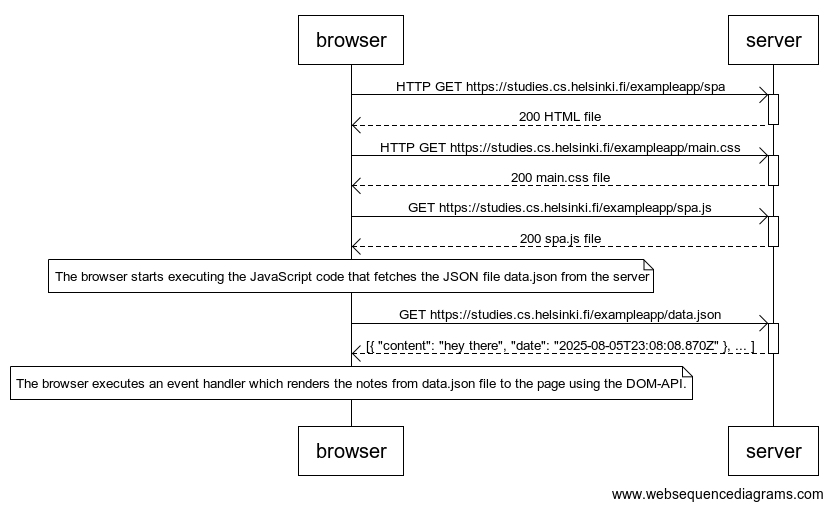 browser
server
HTTP GET https://studies.cs.helsinki.fi/exampleapp/spa
200 HTML file
HTTP GET https://studies.cs.helsinki.fi/exampleapp/main.css
200 main.css file
GET https://studies.cs.helsinki.fi/exampleapp/spa.js
200 spa.js file
The browser starts executing the JavaScript code that fetches the JSON file data.json from the server
GET https://studies.cs.helsinki.fi/exampleapp/data.json
[{ "content": "hey there", "date": "2025-08-05T23:08:08.870Z" }, ... ]
The browser executes an event handler which renders the notes from data.json file to the page using the DOM-API.
browser
server
www.websequencediagrams.com